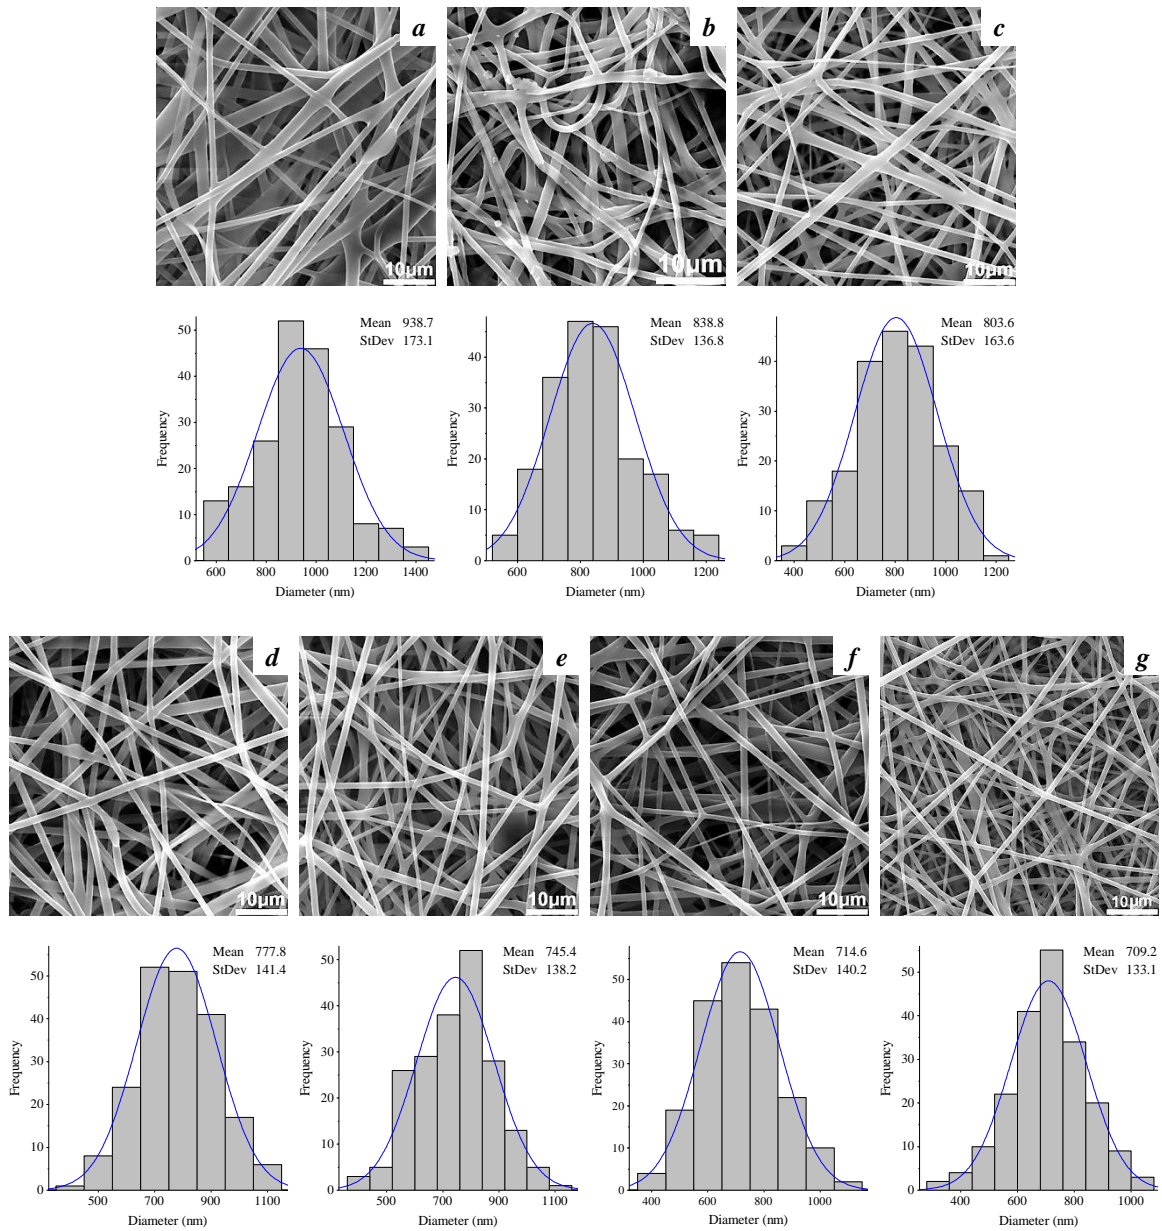 a
b
c
10μm
10μm
10μm
Mean 938.7
StDev 173.1
50
40
30
20
10
0
Frequency
600 800 1000 1200 1400
Diameter (nm)
Mean 838.8
StDev 136.8
40
30
20
10
0
Frequency
600 800 1000 1200
Diameter (nm)
Mean 803.6
StDev 163.6
40
30
20
10
0
Frequency
400 600 800 1000 1200
Diameter (nm)
d
e
f
g
10μm
10μm
10μm
10μm
Mean 777.8
StDev 141.4
50
40
30
20
10
0
Frequency
500 700 900 1100
Diameter (nm)
Mean 745.4
StDev 138.2
50
40
30
20
10
0
Frequency
500 700 900 1100
Diameter (nm)
Mean 714.6
StDev 140.2
50
40
30
20
10
0
Frequency
400 600 800 1000
Diameter (nm)
Mean 709.2
StDev 133.1
50
40
30
20
10
0
Frequency
400 600 800 1000
Diameter (nm)